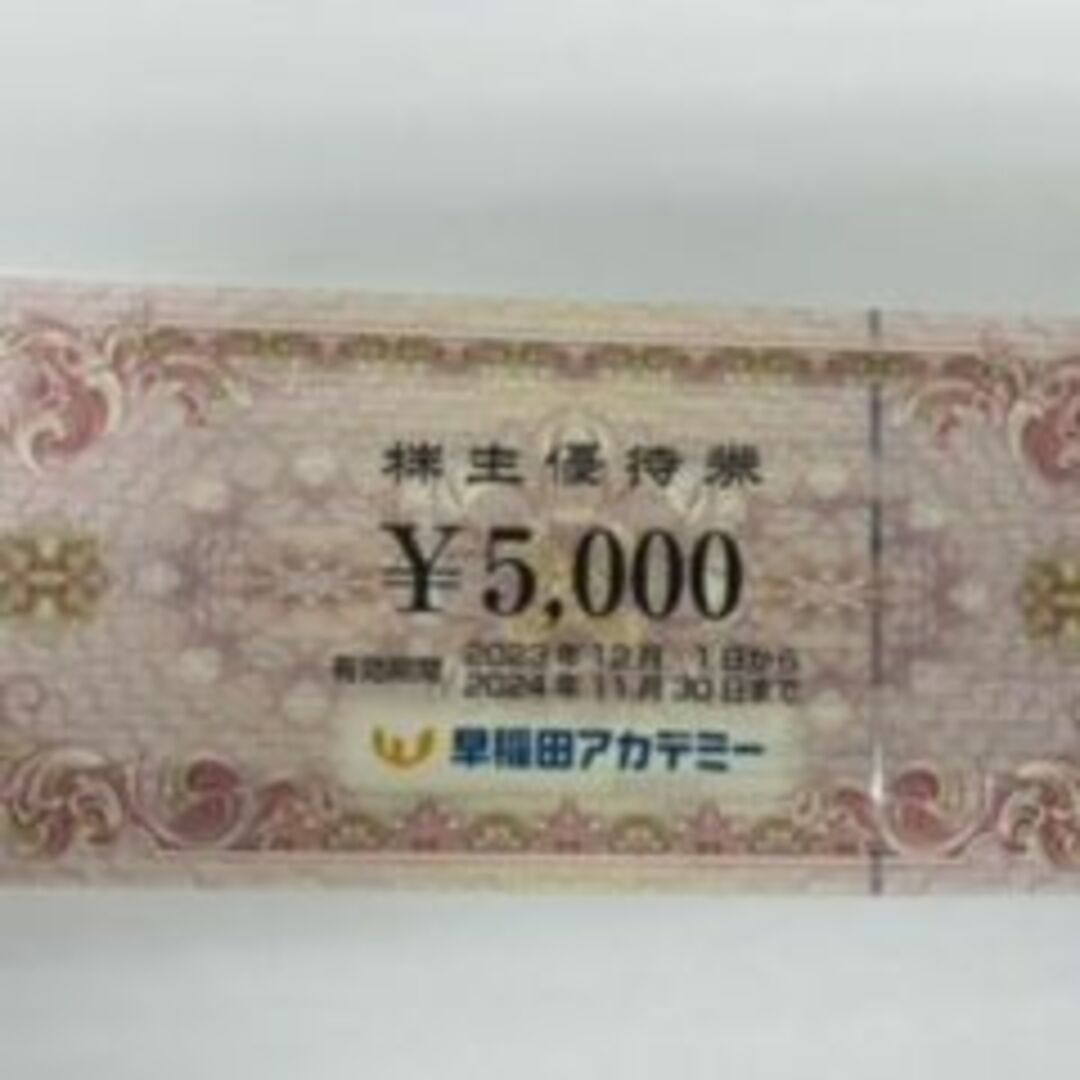 株主優待券
¥5,000
有効期間 2023年12月 1日から
2024年11月30日まで
早稲田アカデミー